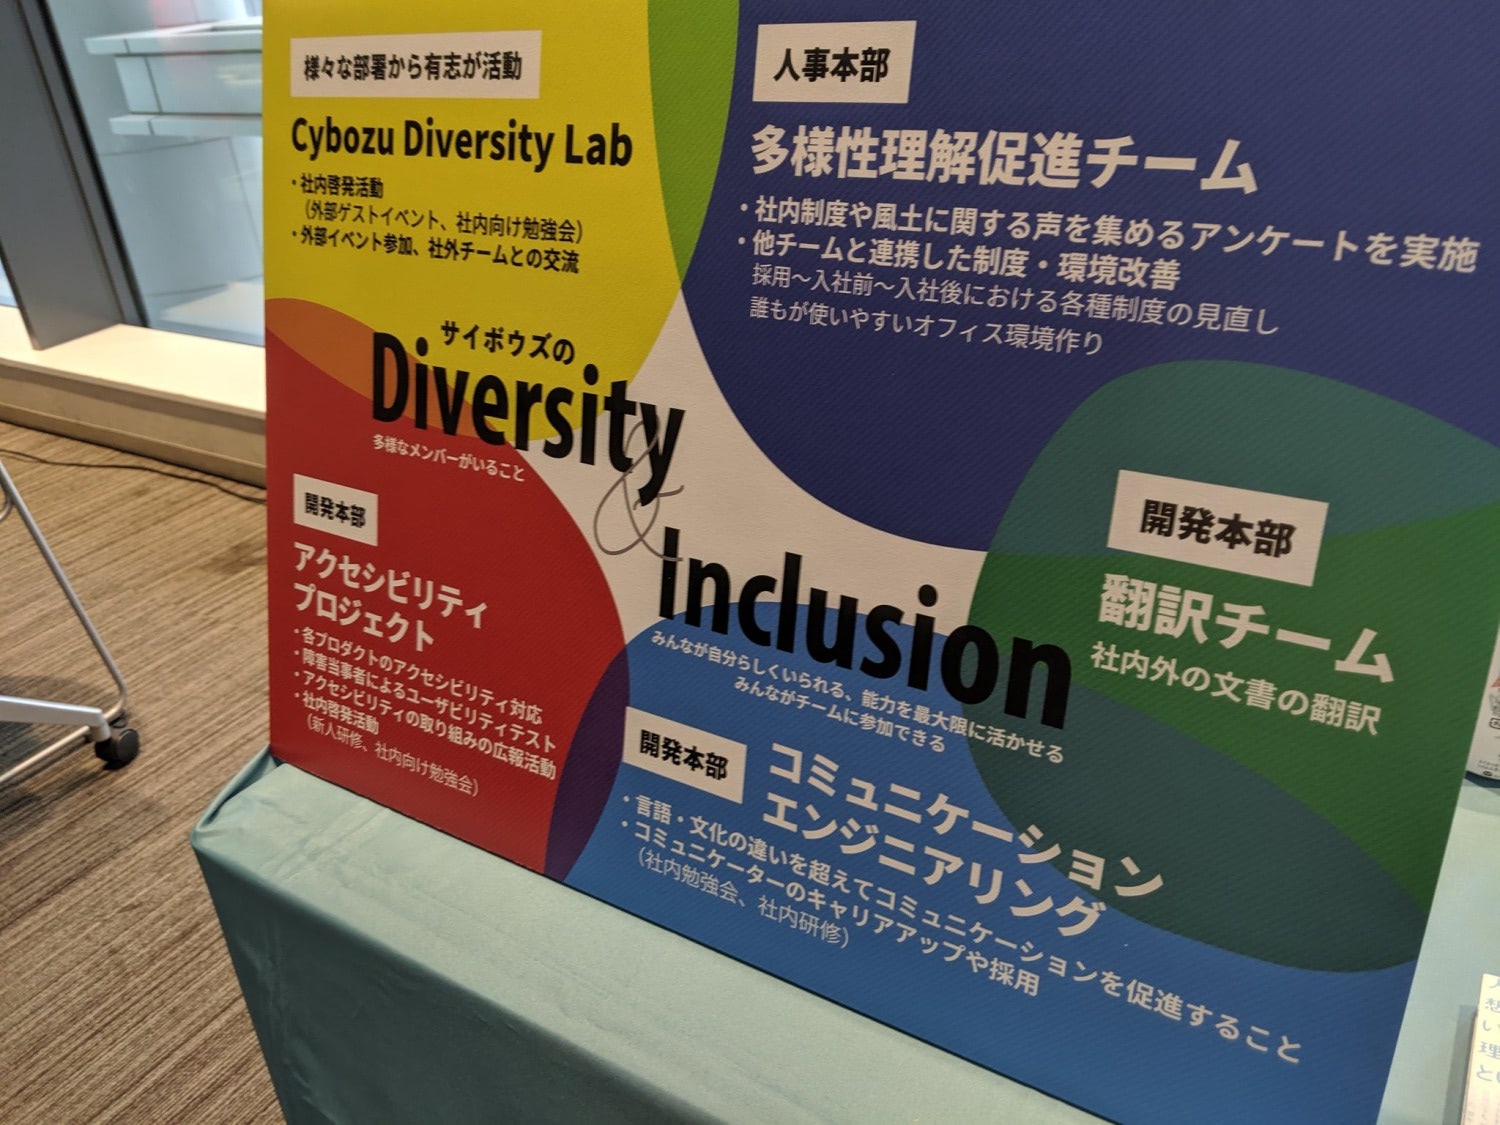 様々な部署から有志が活動
Cybozu Diversity Lab
・社内啓発活動
（外部ゲストイベント、社内向け勉強会）
・外部イベント参加、社外チームとの交流
人事本部
多様性理解促進チーム
・社内制度や風土に関する声を集めるアンケートを実施
・他チームと連携した制度・環境改善
採用～入社前～入社後における各種制度の見直し
誰もが使いやすいオフィス環境作り
サイボウズの
Diversity
多様なメンバーがいること
&
Inclusion
みんなが自分らしくいられる、能力を最大限に活かせる
みんながチームに参加できる
開発本部
アクセシビリティ
プロジェクト
・各プロダクトのアクセシビリティ対応
・障害当事者によるユーザビリティテスト
・アクセシビリティの取り組みの広報活動
・社内啓発活動
（新人研修、社内向け勉強会）
開発本部
翻訳チーム
社内外の文書の翻訳
開発本部
コミュニケーション
エンジニアリング
・言語・文化の違いを超えてコミュニケーションを促進すること
・コミュニケーターのキャリアアップや採用
（社内勉強会、社内研修）